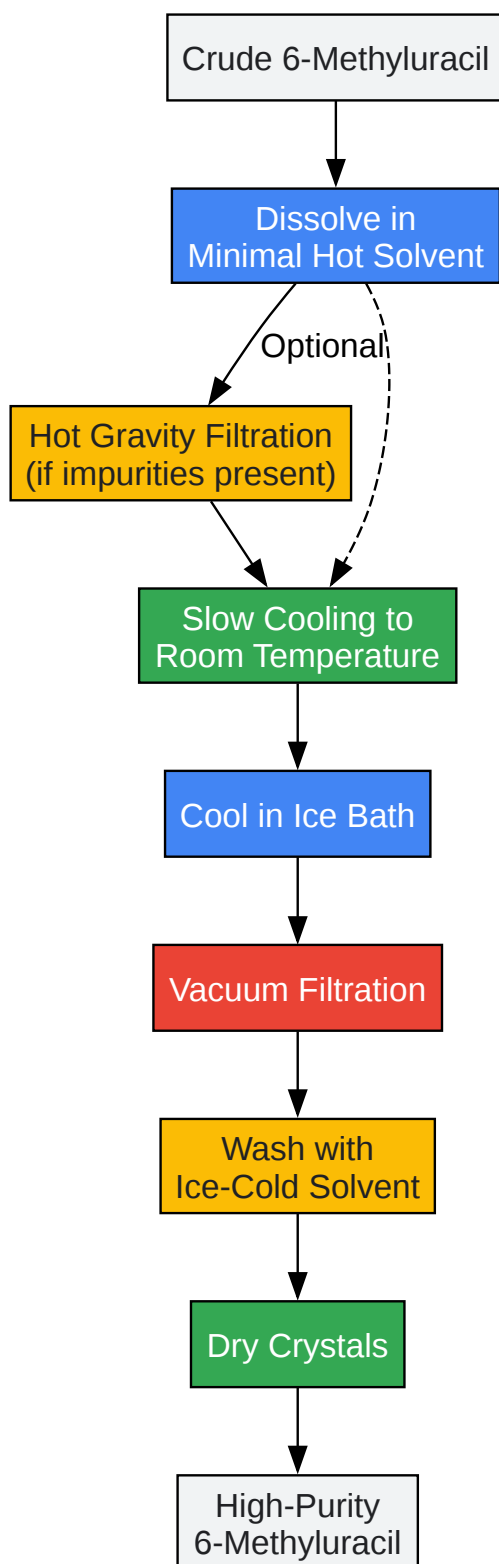 Crude 6-Methyluracil
Dissolve in
Minimal Hot Solvent
Optional
Hot Gravity Filtration
(if impurities present)
Slow Cooling to
Room Temperature
Cool in Ice Bath
Vacuum Filtration
Wash with
Ice-Cold Solvent
Dry Crystals
High-Purity
6-Methyluracil